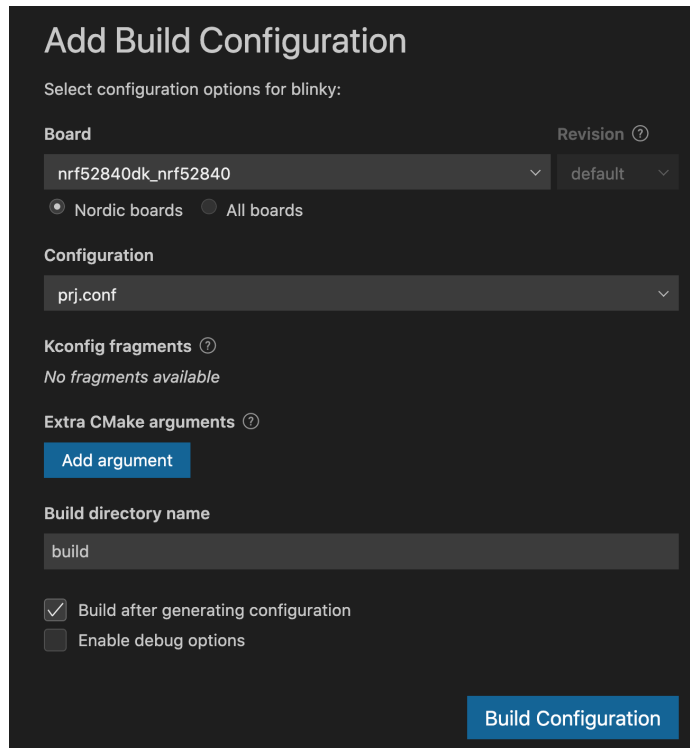 Add Build Configuration
Select configuration options for blinky:
Board
Revision ?
nrf52840dk_nrf52840
default
Nordic boards
All boards
Configuration
prj.conf
Kconfig fragments ?
No fragments available
Extra CMake arguments ?
Add argument
Build directory name
build
Build after generating configuration
Enable debug options
Build Configuration